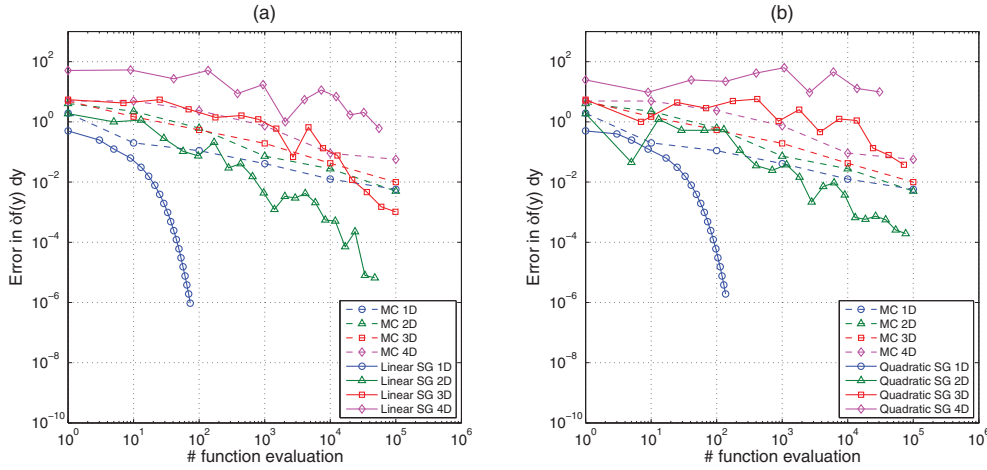 (a)
Error in òf(y) dy
10^2
10^0
10^-2
10^-4
10^-6
10^-8
10^-10
10^0 10^1 10^2 10^3 10^4 10^5 10^6
# function evaluation
MC 1D
MC 2D
MC 3D
MC 4D
Linear SG 1D
Linear SG 2D
Linear SG 3D
Linear SG 4D
(b)
Error in òf(y) dy
10^2
10^0
10^-2
10^-4
10^-6
10^-8
10^-10
10^0 10^1 10^2 10^3 10^4 10^5 10^6
# function evaluation
MC 1D
MC 2D
MC 3D
MC 4D
Quadratic SG 1D
Quadratic SG 2D
Quadratic SG 3D
Quadratic SG 4D